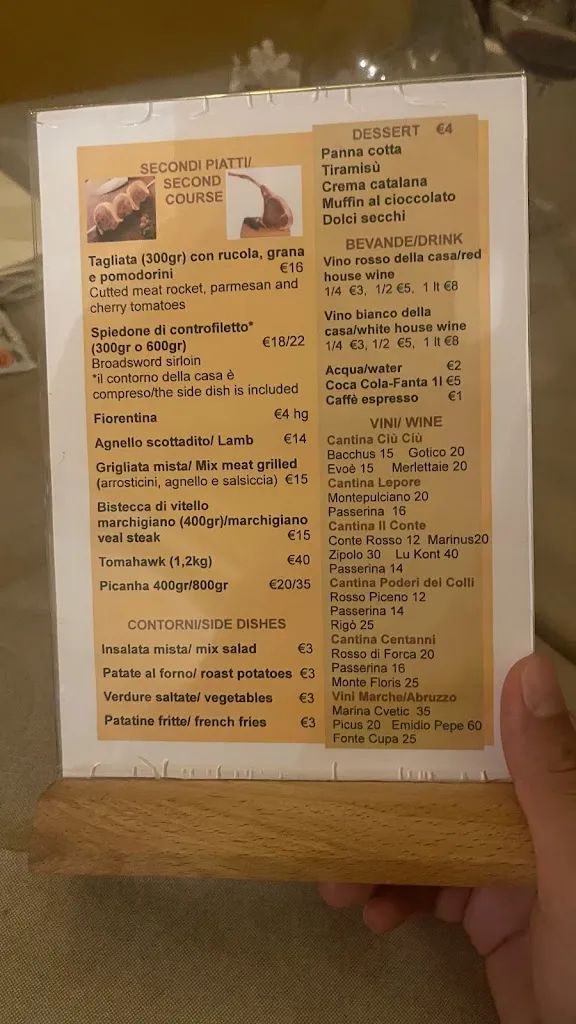 SECONDI PIATTI/
SECOND
COURSE
Tagliata (300gr) con rucola, grana
e pomodorini €16
Cutted meat rocket, parmesan and
cherry tomatoes
Spiedone di controfiletto*
(300gr o 600gr) €18/22
Broadsword sirloin
*il contorno della casa è
compreso/the side dish is included
Fiorentina €4 hg
Agnello scottadito/ Lamb €14
Grigliata mista/ Mix meat grilled
(arrosticini, agnello e salsiccia) €15
Bistecca di vitello
marchigiano (400gr)/marchigiano
veal steak €15
Tomahawk (1,2kg) €40
Picanha 400gr/800gr €20/35
CONTORNI/SIDE DISHES
Insalata mista/ mix salad €3
Patate al forno/ roast potatoes €3
Verdure saltate/ vegetables €3
Patatine fritte/ french fries €3
DESSERT €4
Panna cotta
Tiramisù
Crema catalana
Muffin al cioccolato
Dolci secchi
BEVANDE/DRINK
Vino rosso della casa/red
house wine
1/4 €3, 1/2 €5, 1 lt €8
Vino bianco della
casa/white house wine
1/4 €3, 1/2 €5, 1 lt €8
Acqua/water €2
Coca Cola-Fanta 1l €5
Caffè espresso €1
VINI/ WINE
Cantina Ciù Ciù
Bacchus 15 Gotico 20
Evoè 15 Merlettaie 20
Cantina Lepore
Montepulciano 20
Passerina 16
Cantina Il Conte
Conte Rosso 12 Marinus20
Zipolo 30 Lu Kont 40
Passerina 14
Cantina Poderi dei Colli
Rosso Piceno 12
Passerina 14
Rigò 25
Cantina Centanni
Rosso di Forca 20
Passerina 16
Monte Floris 25
Vini Marche/Abruzzo
Marina Cvetic 35
Picus 20 Emidio Pepe 60
Fonte Cupa 25